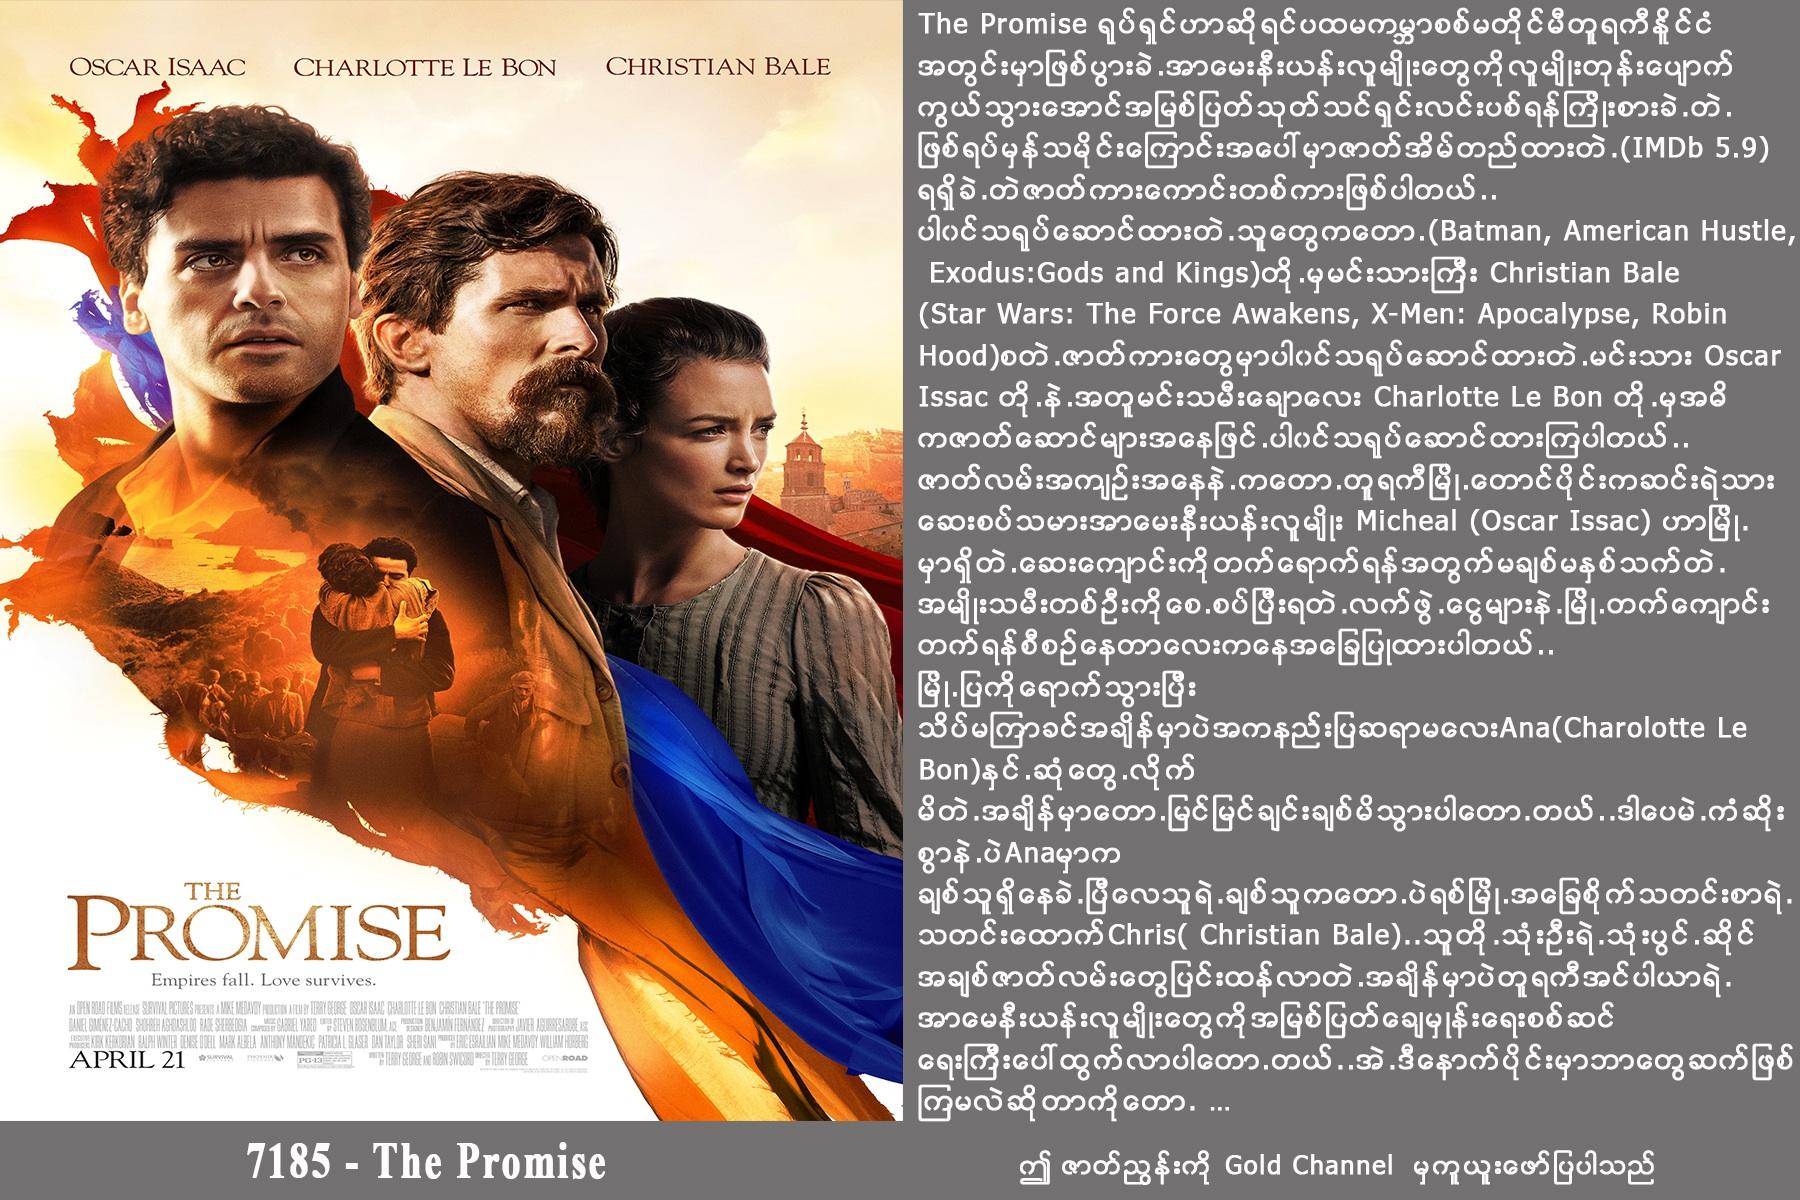 OSCAR ISAAC CHARLOTTE LE BON CHRISTIAN BALE
THE
PROMISE
Empires fall. Love survives.
APRIL 21
7185 - The Promise
The Promise ရုပ်ရှင်ဟာဆိုရင်ပထမကမ္ဘာစစ်မတိုင်မီတူရကီနိူင်ငံ
အတွင်းမှာဖြစ်ပွားခဲ.အာမေးနီးယန်းလူမျိုးတွေကိုလူမျိုးတုန်းပျောက်
ကွယ်သွားအောင်အမြစ်ပြတ်သုတ်သင်ရှင်းလင်းပစ်ရန်ကြိုးစားခဲ.တဲ.
ဖြစ်ရပ်မှန်သမိုင်းကြောင်းအပေါ်မှာဇာတ်အိမ်တည်ထားတဲ.(IMDb 5.9)
ရရှိခဲ.တဲဇာတ်ကားကောင်းတစ်ကားဖြစ်ပါတယ်..
ပါ၀င်သရုပ်ဆောင်ထားတဲ.သူတွေကတော.(Batman, American Hustle,
Exodus:Gods and Kings)တို.မှမင်းသားကြီး Christian Bale
(Star Wars: The Force Awakens, X-Men: Apocalypse, Robin
Hood)စတဲ.ဇာတ်ကားတွေမှာပါ၀င်သရုပ်ဆောင်ထားတဲ.မင်းသား Oscar
Issac တို.နဲ.အတူမင်းသမီးချောလေး Charlotte Le Bon တို.မှအဓိ
ကဇာတ်ဆောင်များအနေဖြင်.ပါ၀င်သရုပ်ဆောင်ထားကြပါတယ်..
ဇာတ်လမ်းအကျဉ်းအနေနဲ.ကတော.တူရကီမြို.တောင်ပိုင်းကဆင်းရဲသား
ဆေးစပ်သမားအာမေးနီးယန်းလူမျိုး Micheal (Oscar Issac) ဟာမြို.
မှာရှိတဲ.ဆေးကျောင်းကိုတက်ရောက်ရန်အတွက်မချစ်မနှစ်သက်တဲ.
အမျိုးသမီးတစ်ဦးကိုစေ.စပ်ပြီးရတဲ.လက်ဖွဲ.ငွေများနဲ.မြို.တက်ကျောင်း
တက်ရန်စီစဉ်နေတာလေးကနေအခြေပြုထားပါတယ်..
မြို.ပြကိုရောက်သွားပြီး
သိပ်မကြာခင်အချိန်မှာပဲအကနည်းပြဆရာမလေးAna(Charolotte Le
Bon)နှင်.ဆုံတွေ.လိုက်
မိတဲ.အချိန်မှာတော.မြင်မြင်ချင်းချစ်မိသွားပါတော.တယ်..ဒါပေမဲ.ကံဆိုး
စွာနဲ.ပဲAnaမှာက
ချစ်သူရှိနေခဲ.ပြီလေသူရဲ.ချစ်သူကတော.ပဲရစ်မြို.အခြေစိုက်သတင်းစာရဲ.
သတင်းထောက်Chris( Christian Bale)..သူတို.သုံးဦးရဲ.သုံးပွင်.ဆိုင်
အချစ်ဇာတ်လမ်းတွေပြင်းထန်လာတဲ.အချိန်မှာပဲတူရကီအင်ပါယာရဲ.
အာမေနီးယန်းလူမျိုးတွေကိုအမြစ်ပြတ်ချေမှုန်းရေးစစ်ဆင်
ရေးကြီးပေါ်ထွက်လာပါတော.တယ်..အဲ.ဒီနောက်ပိုင်းမှာဘာတွေဆက်ဖြစ်
ကြမလဲဆိုတာကိုတော. ...
ဤ ဇာတ်ညွှန်းကို Gold Channel မှကူယူးဖော်ပြပါသည်